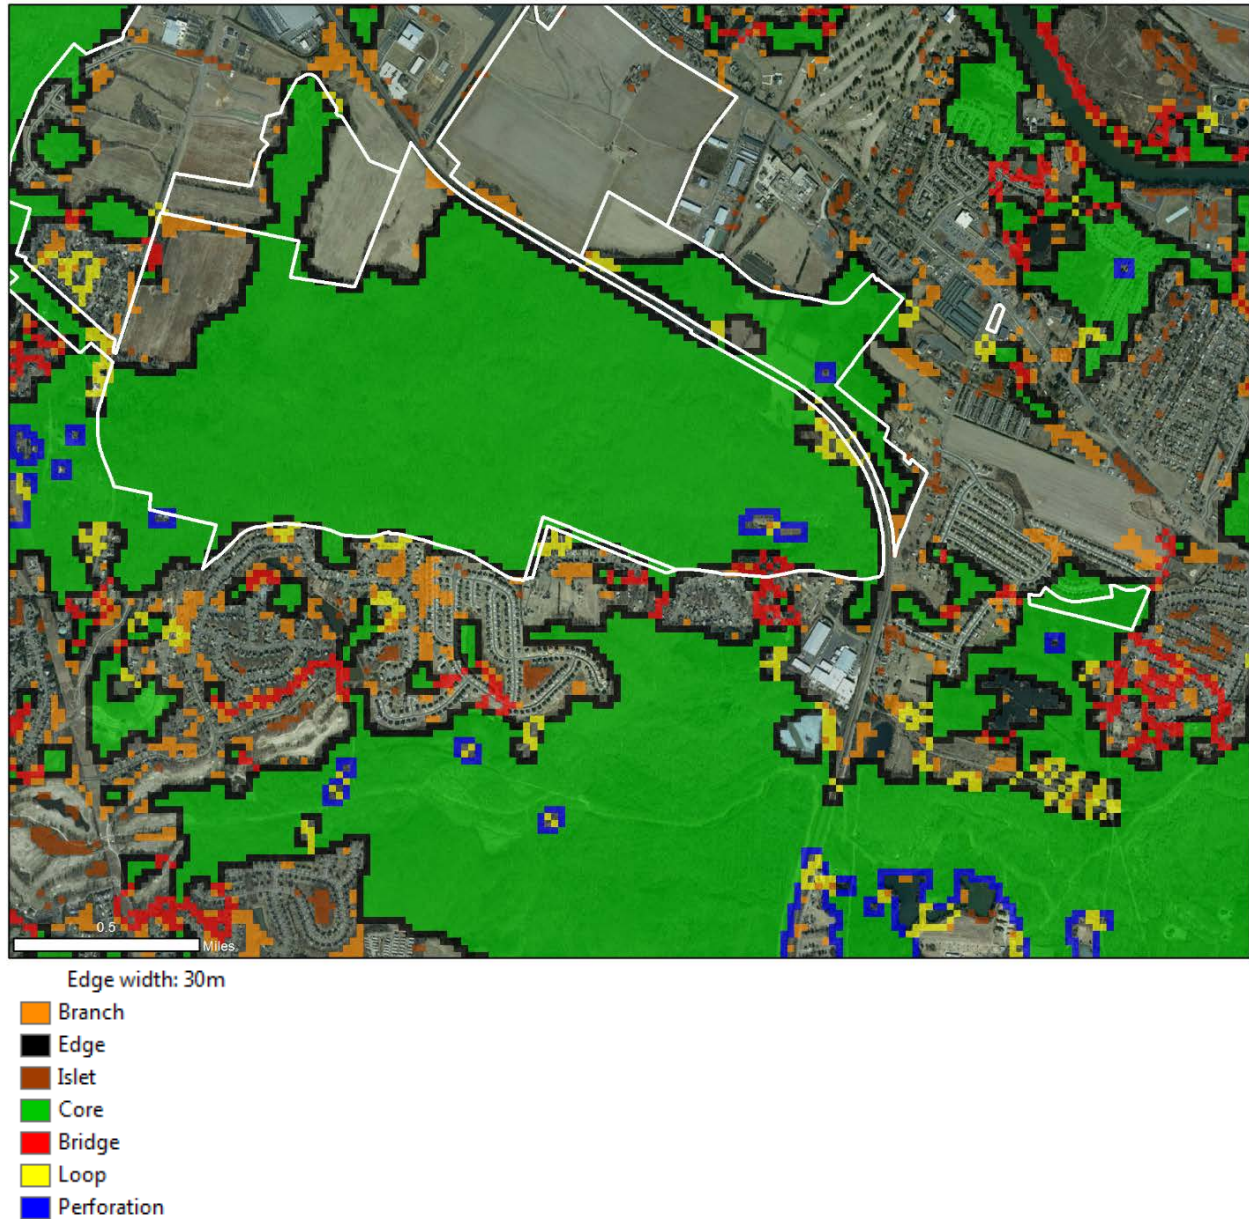 0.5
Miles.
Edge width: 30m
Branch
Edge
Islet
Core
Bridge
Loop
Perforation